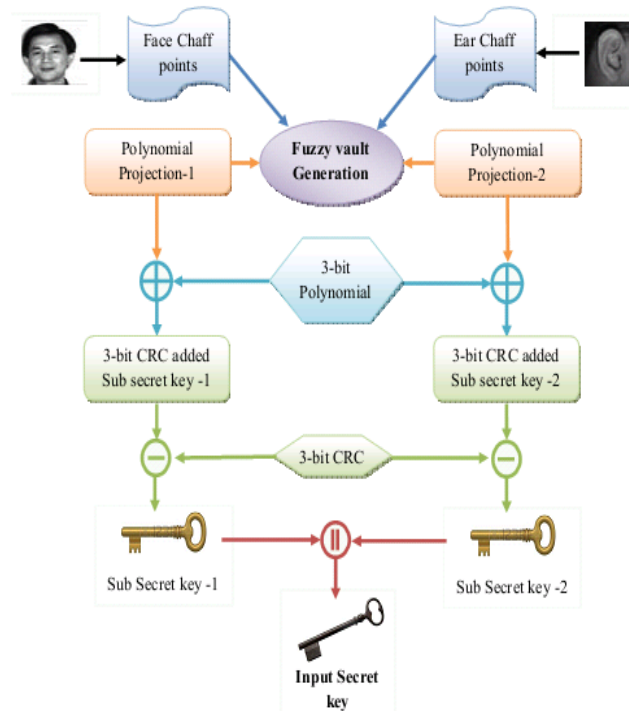 Face Chaff
points
Ear Chaff
points
Fuzzy vault
Generation
Polynomial
Projection-1
Polynomial
Projection-2
3-bit
Polynomial
3-bit CRC added
Sub secret key -1
3-bit CRC added
Sub secret key -2
3-bit CRC
Sub Secret key -1
Sub Secret key -2
Input Secret
key